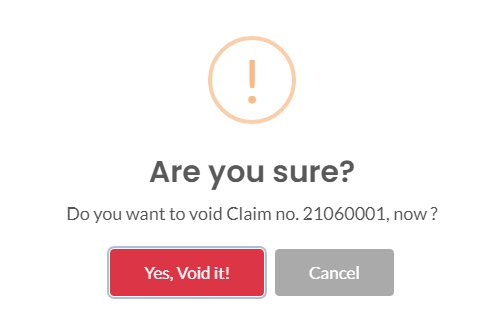 Are you sure?
Do you want to void Claim no. 21060001, now ?
Yes, Void it!
Cancel